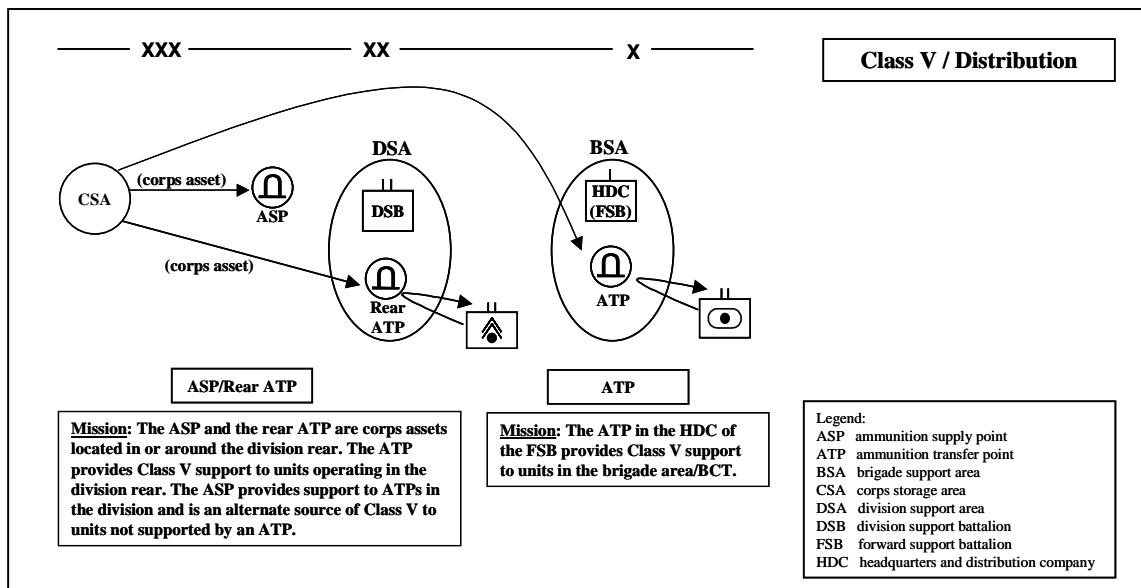 XXX
XX
X
Class V / Distribution
DSA
BSA
(corps asset)
CSA
ASP
DSB
HDC
(FSB)
(corps asset)
Rear
ATP
ATP
ASP/Rear ATP
Mission: The ASP and the rear ATP are corps assets
located in or around the division rear. The ATP
provides Class V support to units operating in the
division rear. The ASP provides support to ATPs in
the division and is an alternate source of Class V to
units not supported by an ATP.
ATP
Mission: The ATP in the HDC of
the FSB provides Class V support
to units in the brigade area/BCT.
Legend:
ASP ammunition supply point
ATP ammunition transfer point
BSA brigade support area
CSA corps storage area
DSA division support area
DSB division support battalion
FSB forward support battalion
HDC headquarters and distribution company